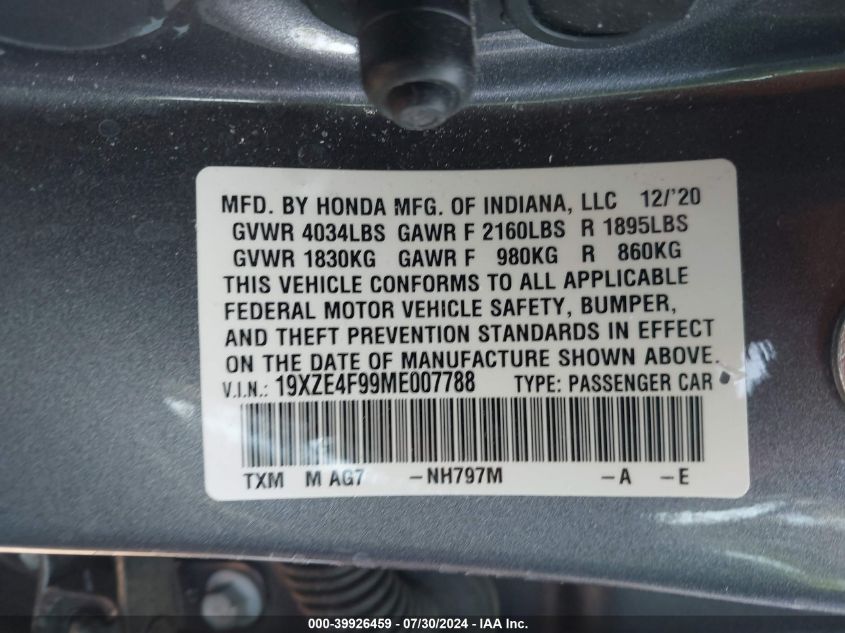 MFD. BY HONDA MFG. OF INDIANA, LLC 12/'20
GVWR 4034LBS GAWR F 2160LBS R 1895LBS
GVWR 1830KG GAWR F 980KG R 860KG
THIS VEHICLE CONFORMS TO ALL APPLICABLE
FEDERAL MOTOR VEHICLE SAFETY, BUMPER,
AND THEFT PREVENTION STANDARDS IN EFFECT
ON THE DATE OF MANUFACTURE SHOWN ABOVE.
V.I.N.: 19XZE4F99ME007788 TYPE: PASSENGER CAR
TXM M AG7 -NH797M -A -E
000-39926459 - 07/30/2024 - IAA Inc.